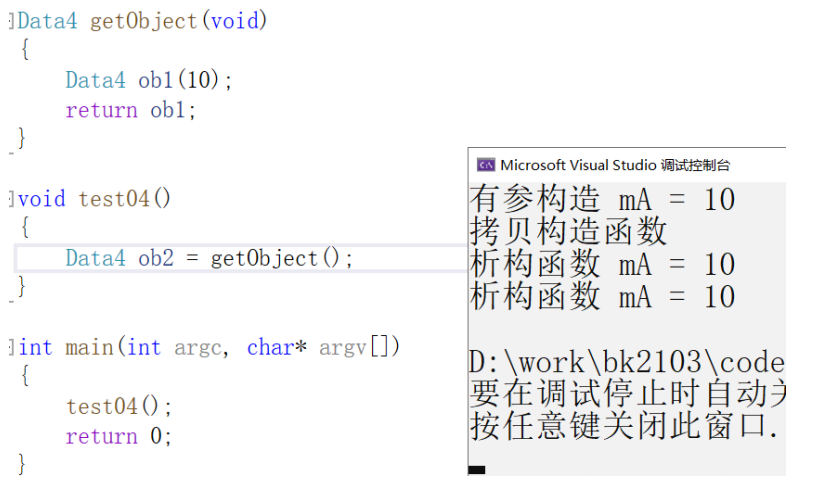 Data4 getObject(void)
{
Data4 ob1(10);
return ob1;
}
void test04()
{
Data4 ob2 = getObject();
}
int main(int argc, char* argv[])
{
test04();
return 0;
}
C:\ Microsoft Visual Studio 调试控制台
有参构造 mA = 10
拷贝构造函数
析构函数 mA = 10
析构函数 mA = 10
D:\work\bk2103\code
要在调试停止时自动关
按任意键关闭此窗口.